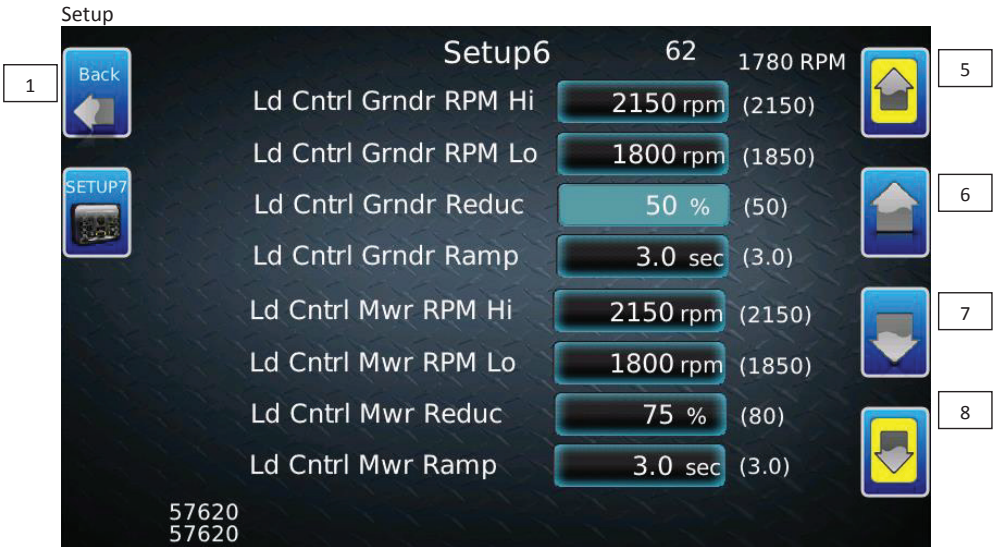 Setup
Setup6 62 1780 RPM
Back
1
5
Ld Cntrl Grndr RPM Hi 2150 rpm (2150)
Ld Cntrl Grndr RPM Lo 1800 rpm (1850)
SETUP7
6
Ld Cntrl Grndr Reduc 50 % (50)
Ld Cntrl Grndr Ramp 3.0 sec (3.0)
Ld Cntrl Mwr RPM Hi 2150 rpm (2150)
7
Ld Cntrl Mwr RPM Lo 1800 rpm (1850)
Ld Cntrl Mwr Reduc 75 % (80)
8
Ld Cntrl Mwr Ramp 3.0 sec (3.0)
57620
57620